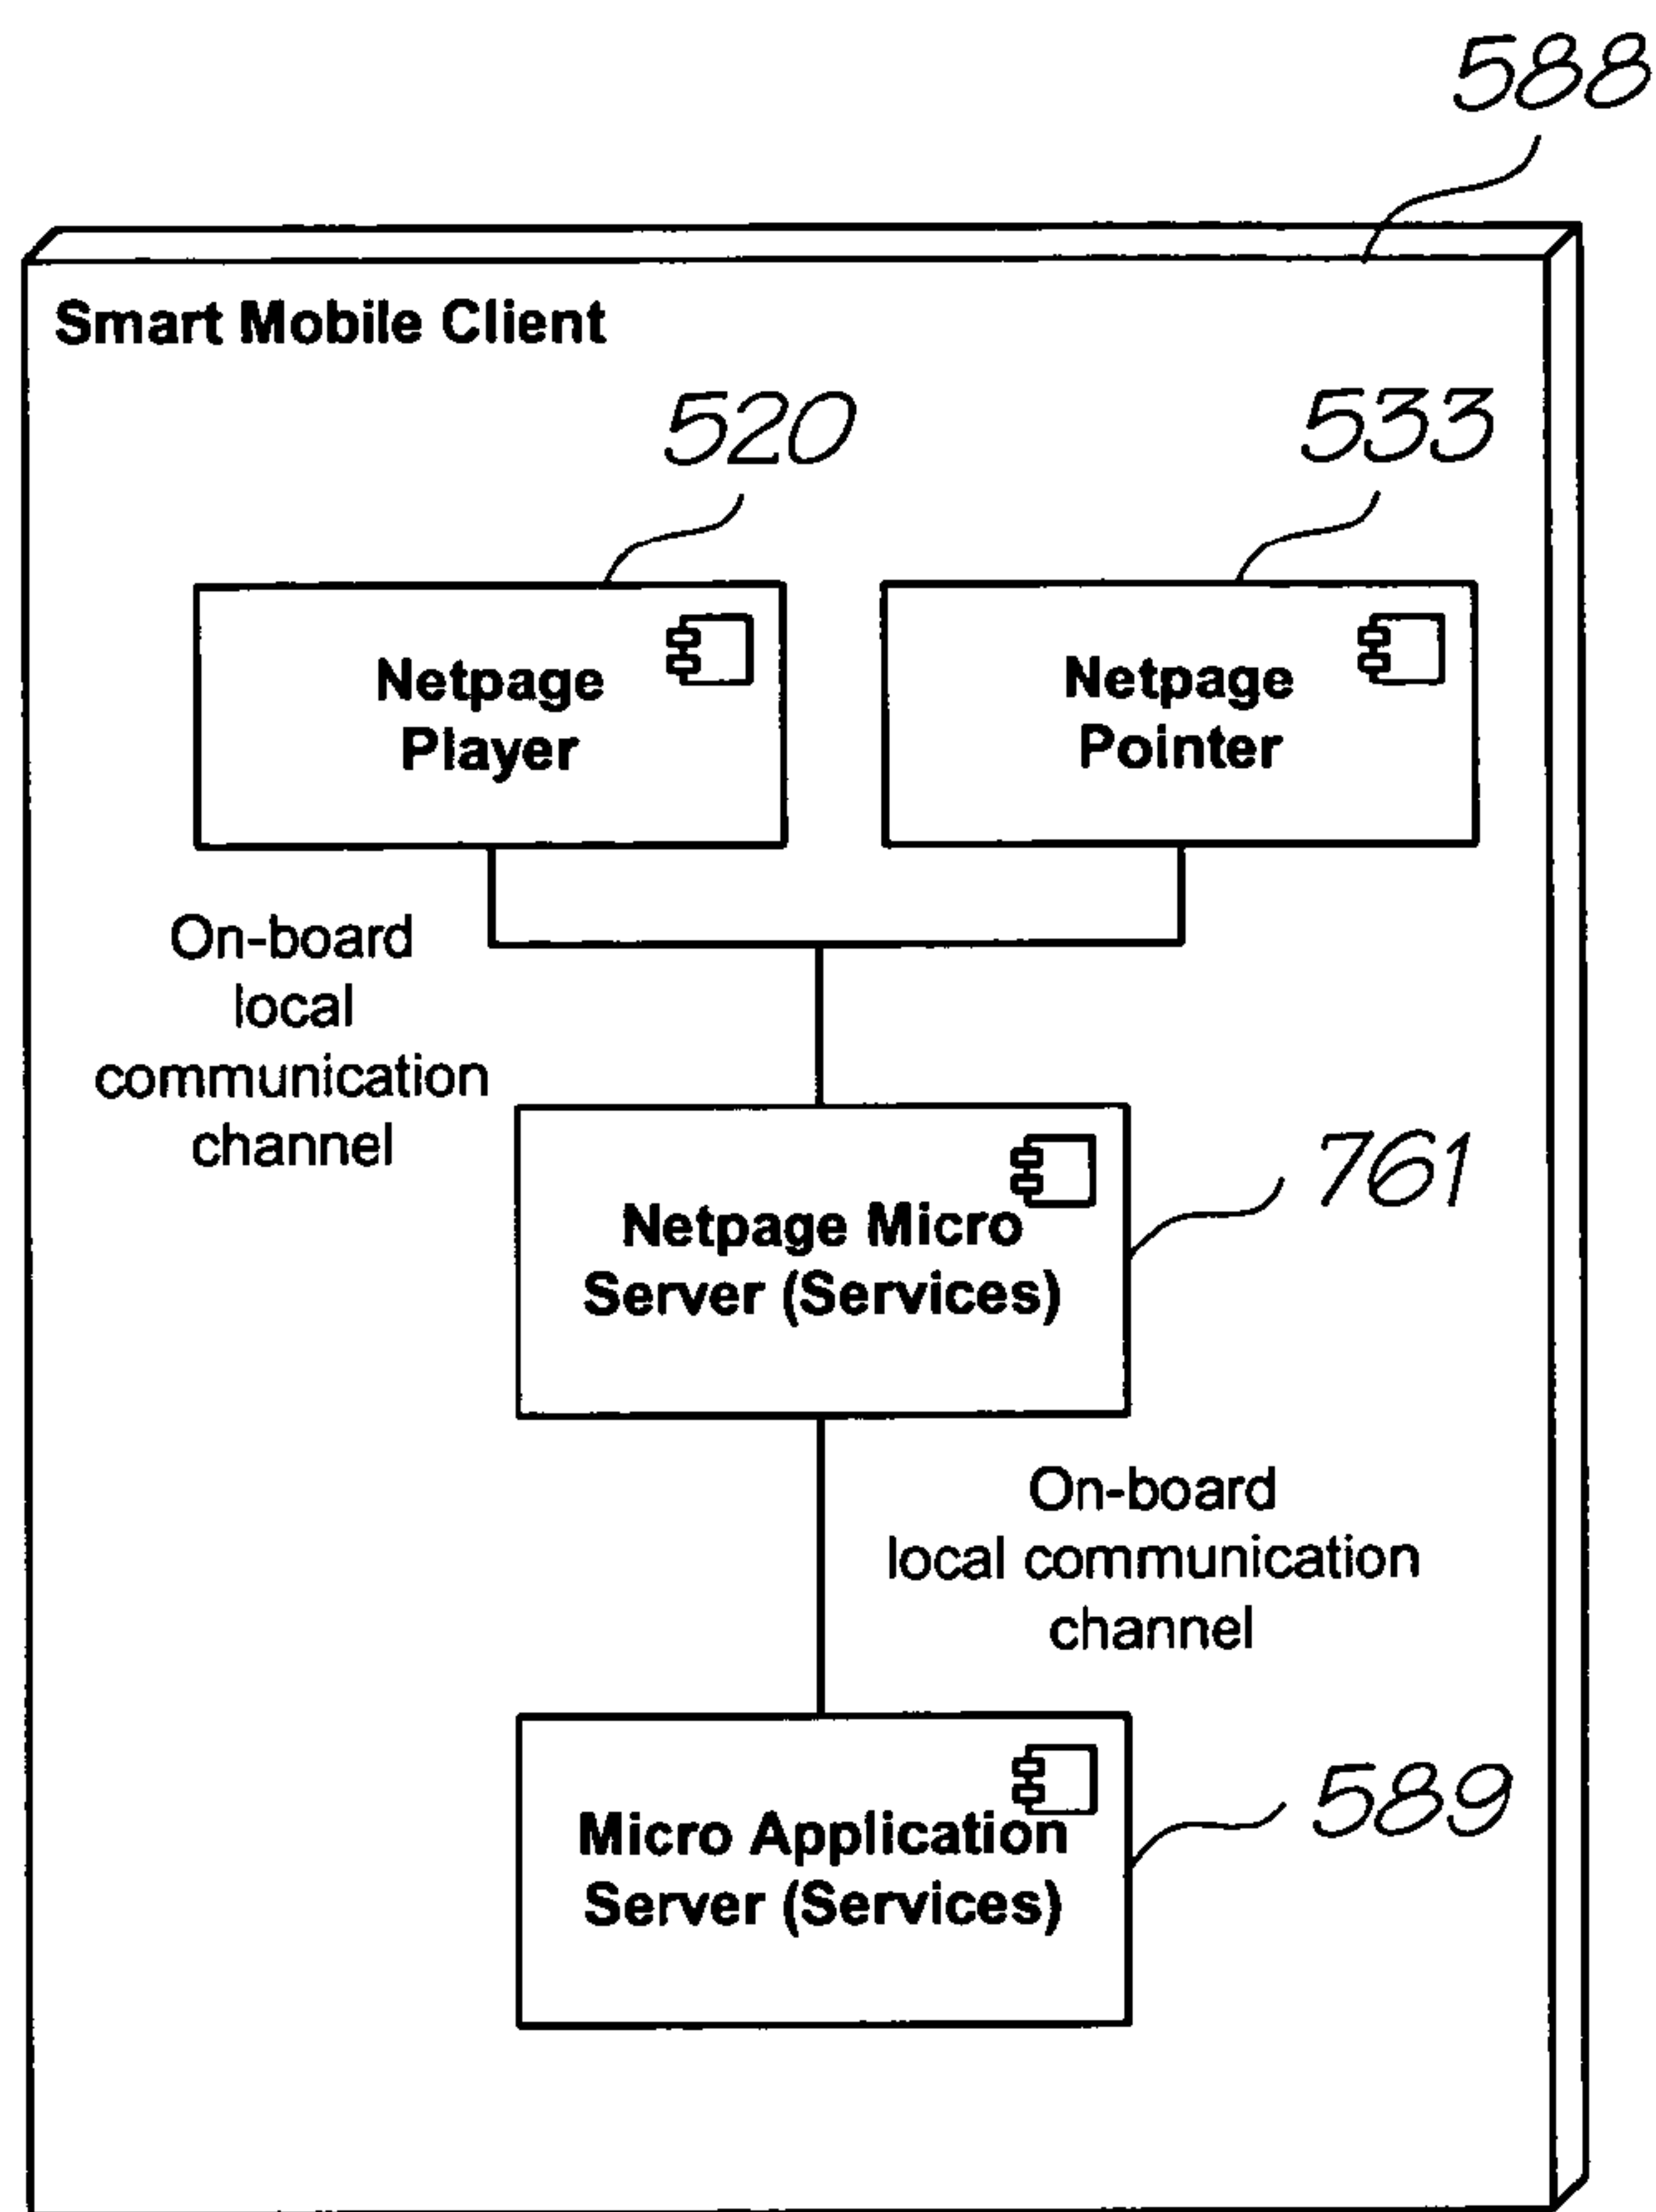 588
Smart Mobile Client
520
533
Netpage
Player
Netpage
Pointer
On-board
local
communication
channel
761
Netpage Micro
Server (Services)
On-board
local communication
channel
589
Micro Application
Server (Services)